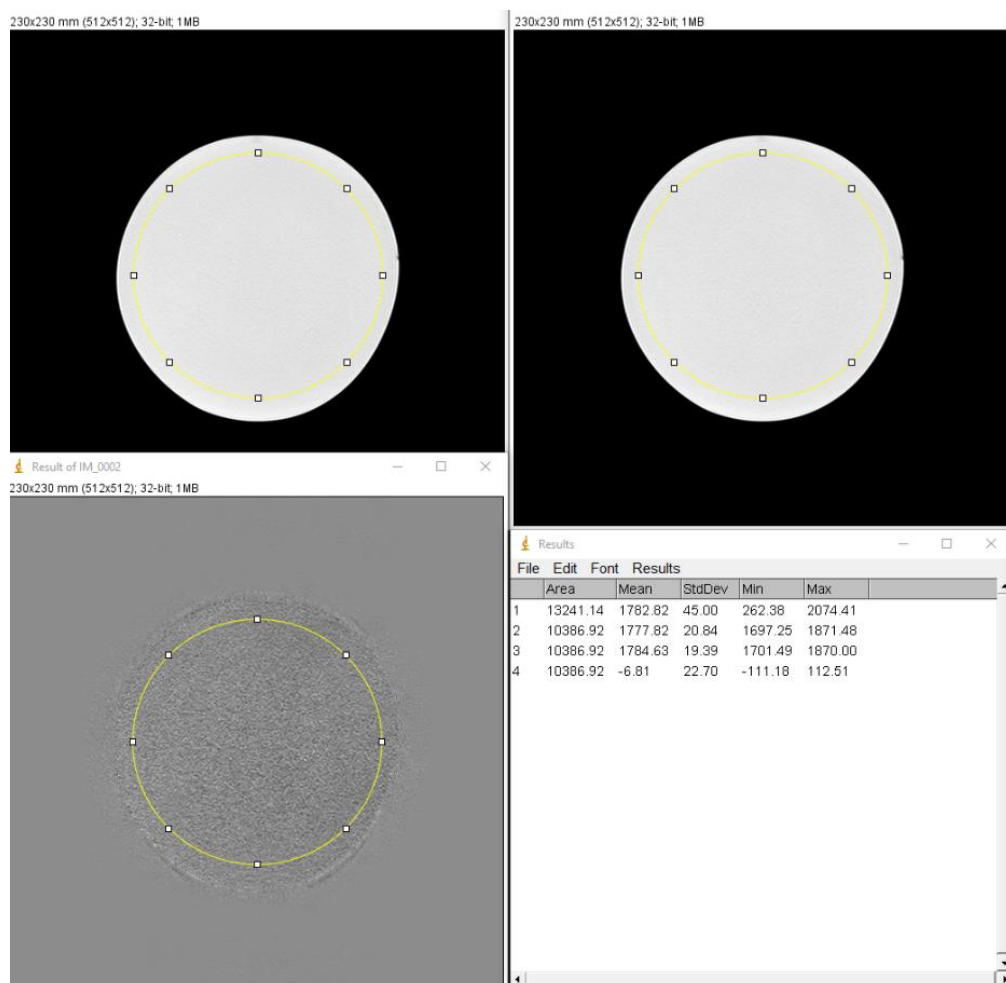 230x230 mm (512x512); 32-bit; 1MB
230x230 mm (512x512); 32-bit; 1MB
Result of IM_0002
230x230 mm (512x512); 32-bit; 1MB
Results
File Edit Font Results
Area Mean StdDev Min Max
1 13241.14 1782.82 45.00 262.38 2074.41
2 10386.92 1777.82 20.84 1697.25 1871.48
3 10386.92 1784.63 19.39 1701.49 1870.00
4 10386.92 -6.81 22.70 -111.18 112.51